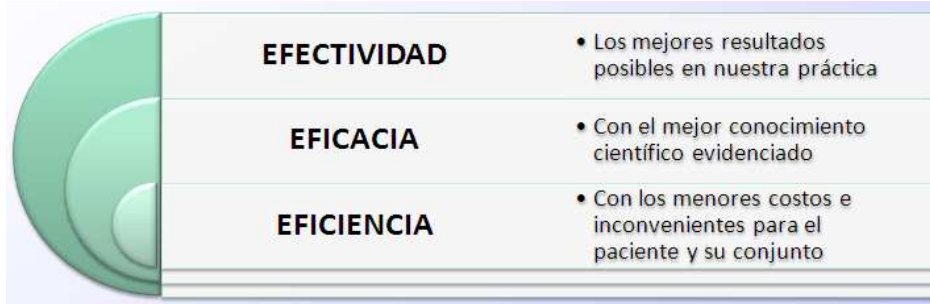 EFECTIVIDAD
• Los mejores resultados
posibles en nuestra práctica
EFICACIA
• Con el mejor conocimiento
científico evidenciado
EFICIENCIA
• Con los menores costos e
inconvenientes para el
paciente y su conjunto